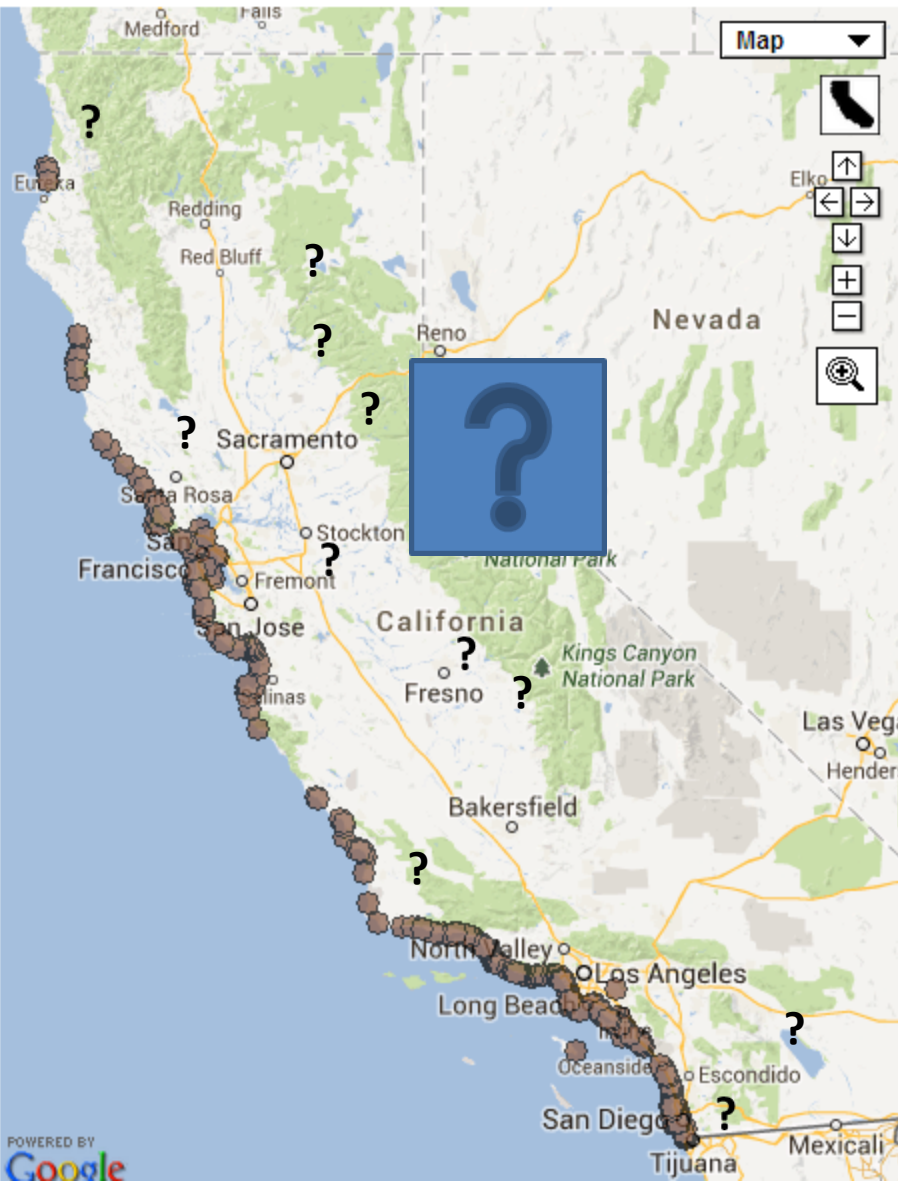 Falls
Medford
Map
?
Eureka
Elko
Redding
Red Bluff
?
Nevada
Reno
?
?
?
Sacramento
?
Santa Rosa
Stockton
San
Francisco
?
National Park
Fremont
California
San Jose
?
Kings Canyon
National Park
Fresno
?
Las Vega
Hender
Bakersfield
?
North Valley
Los Angeles
Long Beach
?
Oceanside
Escondido
San Diego
?
Mexicali
Tijuana
POWERED BY
Google